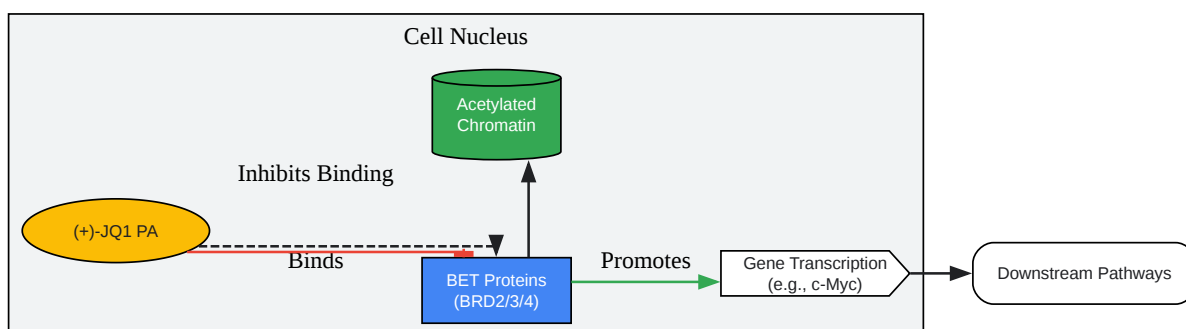 Cell Nucleus
Acetylated
Chromatin
Inhibits Binding
(+)-JQ1 PA
Binds
BET Proteins
(BRD2/3/4)
Promotes
Gene Transcription
(e.g., c-Myc)
Downstream Pathways